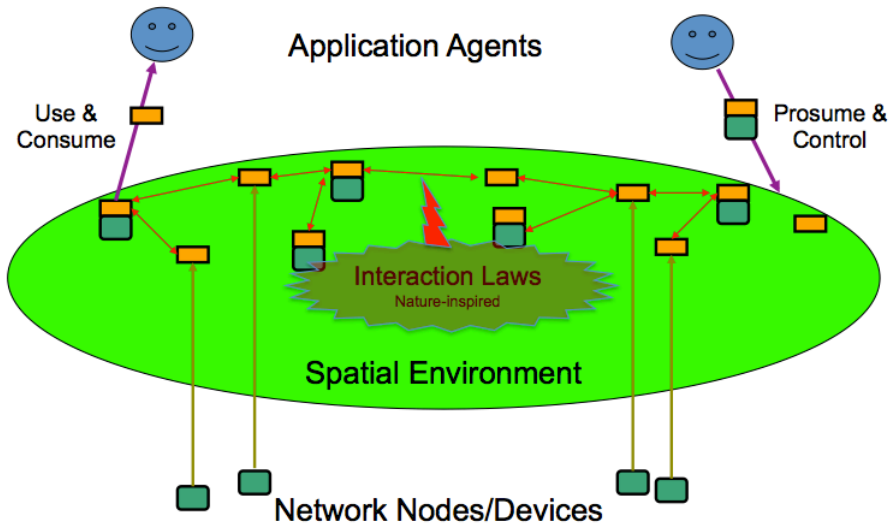 Application Agents
Use &
Consume
Prosume &
Control
Interaction Laws
Nature-inspired
Spatial Environment
Network Nodes/Devices